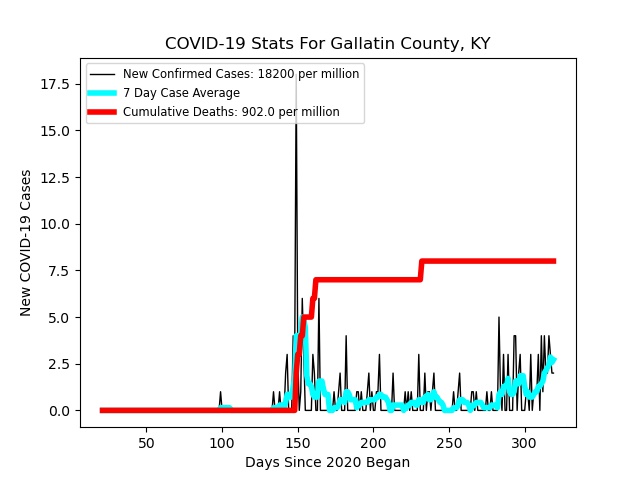 COVID-19 Stats For Gallatin County, KY
New Confirmed Cases: 18200 per million
7 Day Case Average
Cumulative Deaths: 902.0 per million
New COVID-19 Cases
17.5
15.0
12.5
10.0
7.5
5.0
2.5
0.0
50 100 150 200 250 300
Days Since 2020 Began